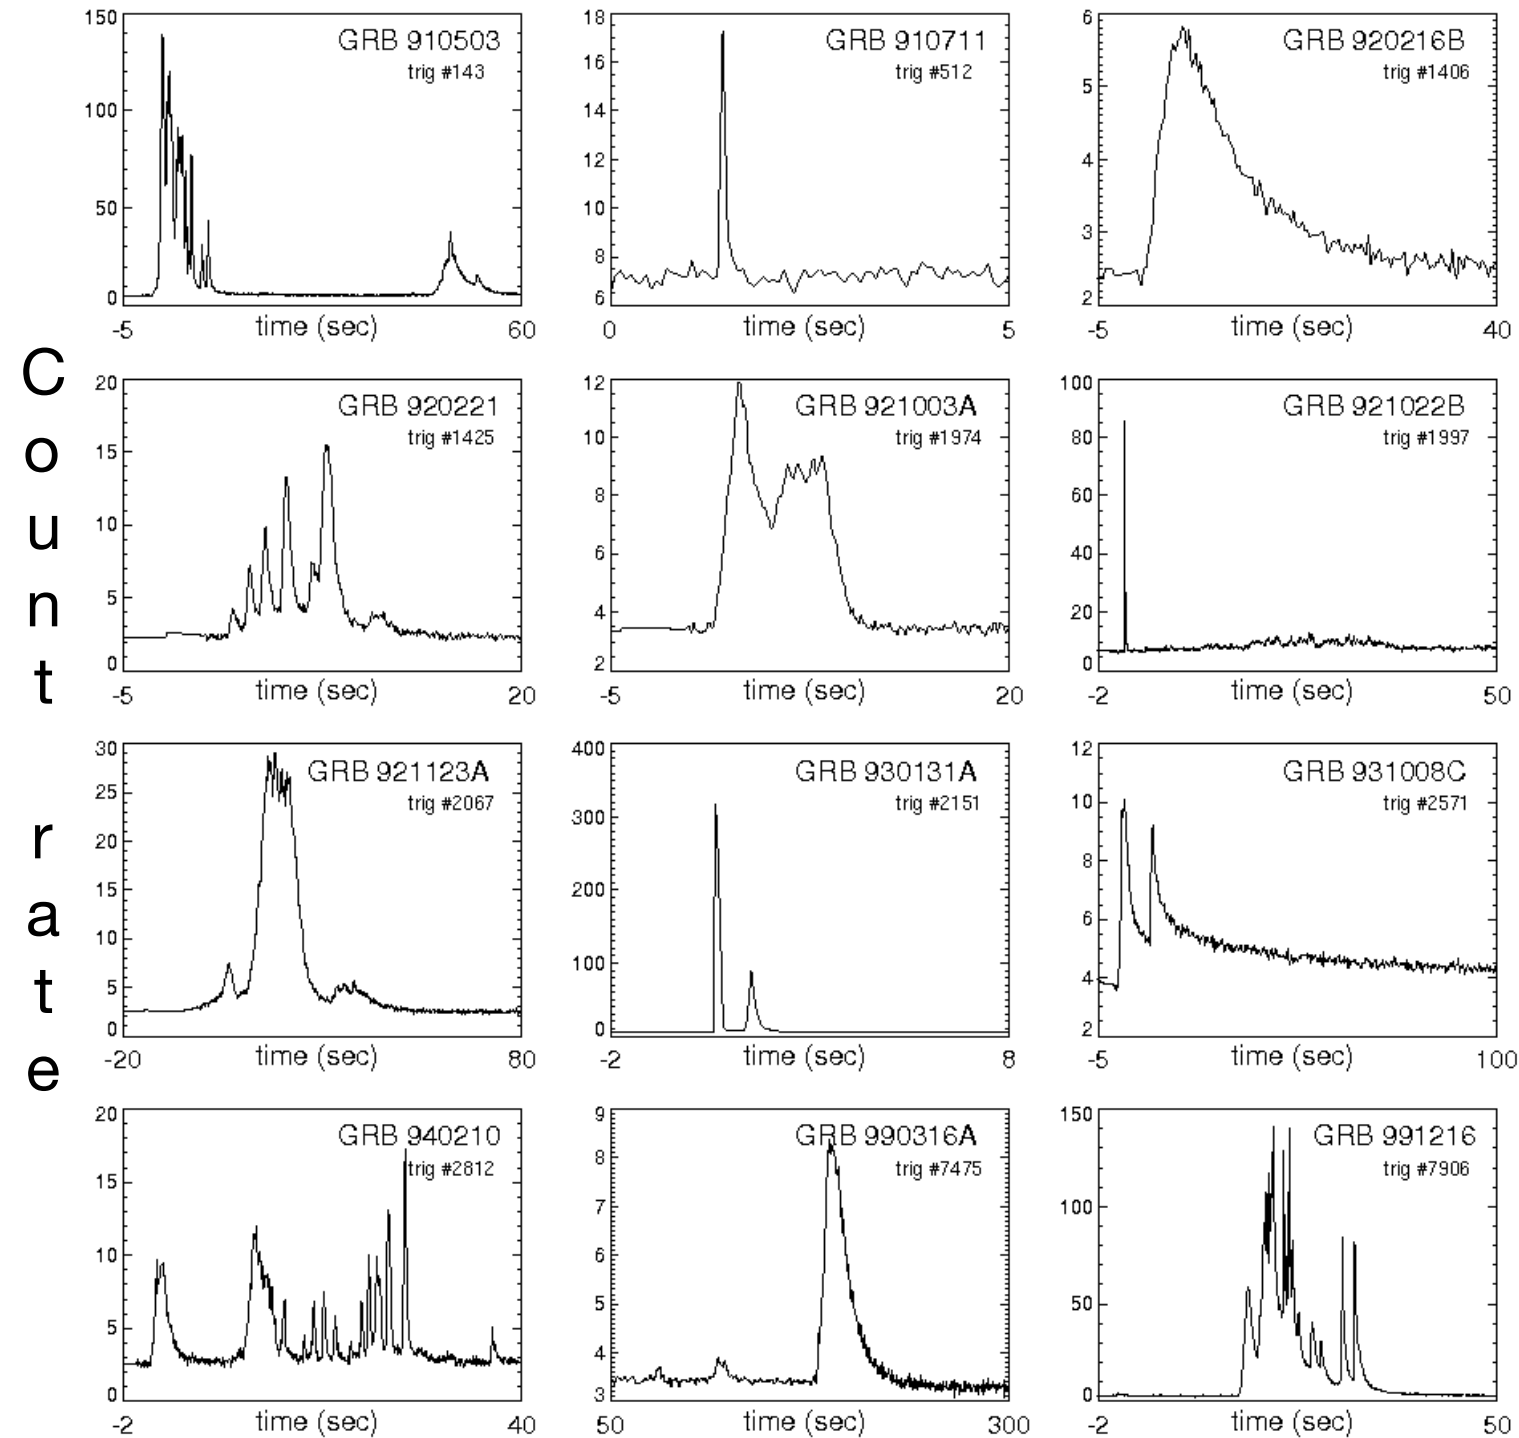 Count rate
150
GRB 910503
trig #143
100
50
0
-5 time (sec) 60
18
GRB 910711
trig #512
16
14
12
10
8
6
0 time (sec) 5
6
GRB 920216B
trig #1406
5
4
3
2
-5 time (sec) 40
20
GRB 920221
trig #1425
15
10
5
0
-5 time (sec) 20
12
GRB 921003A
trig #1974
10
8
6
4
2
-5 time (sec) 20
100
GRB 921022B
trig #1997
80
60
40
20
0
-2 time (sec) 50
30
GRB 921123A
trig #2067
25
20
15
10
5
0
-20 time (sec) 80
400
GRB 930131A
trig #2151
300
200
100
0
-2 time (sec) 8
12
GRB 931008C
trig #2571
10
8
6
4
2
-5 time (sec) 100
20
GRB 940210
trig #2812
15
10
5
0
-2 time (sec) 40
9
GRB 990316A
trig #7475
8
7
6
5
4
3
50 time (sec) 300
150
GRB 991216
trig #7906
100
50
0
-2 time (sec) 50